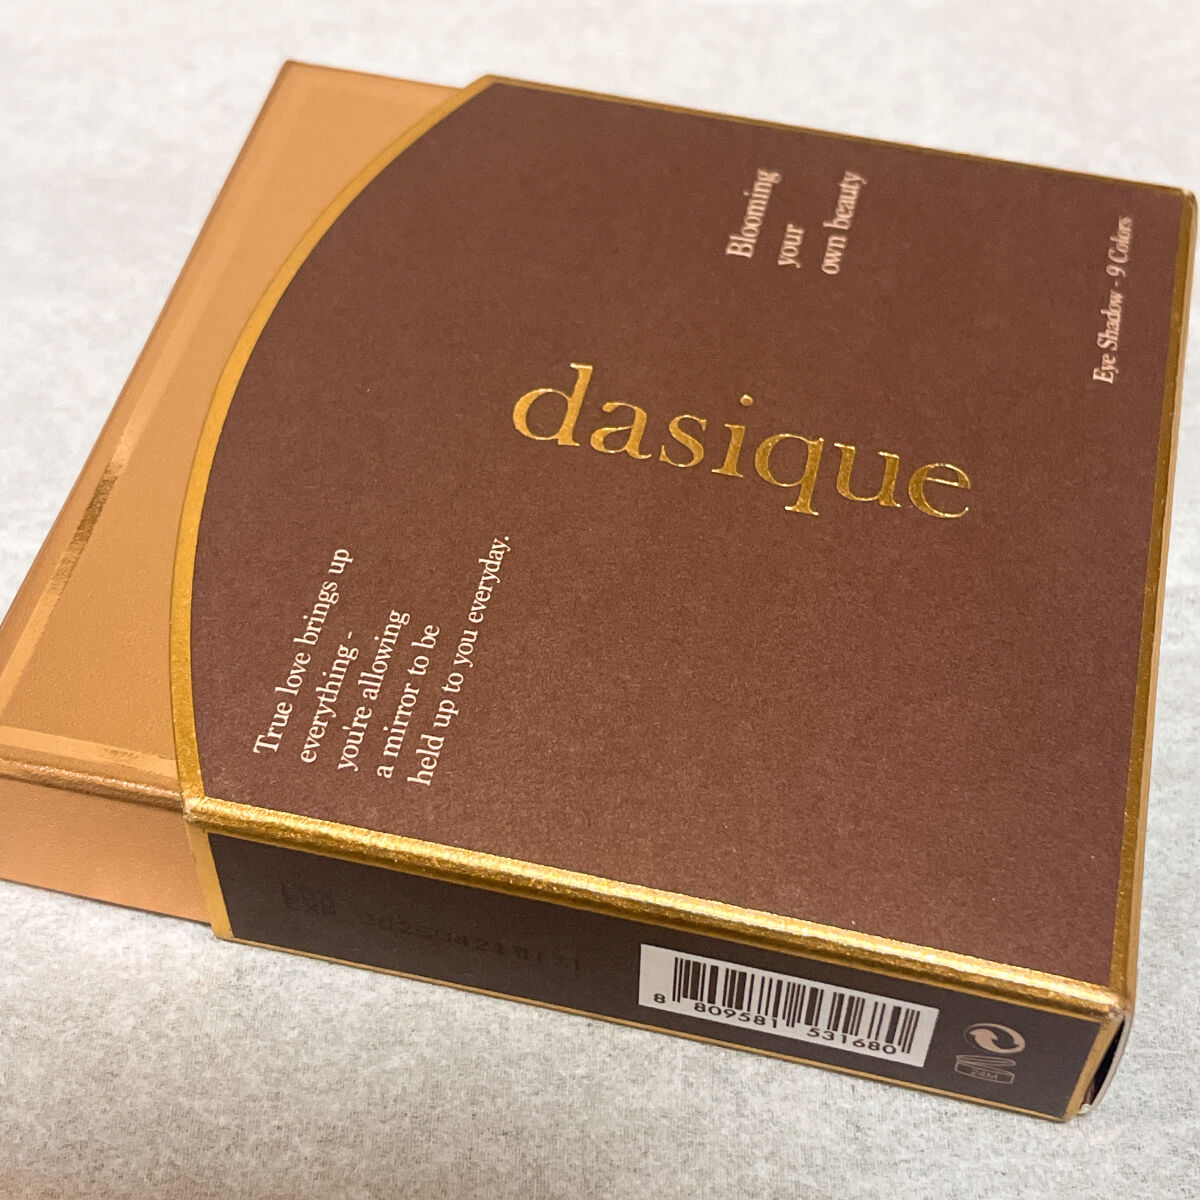 Blooming
your
own beauty
Eye Shadow - 9 Colors
dasique
True love brings up
everything -
you're allowing
a mirror to be
held up to you everyday.
8 809581 531680
24M